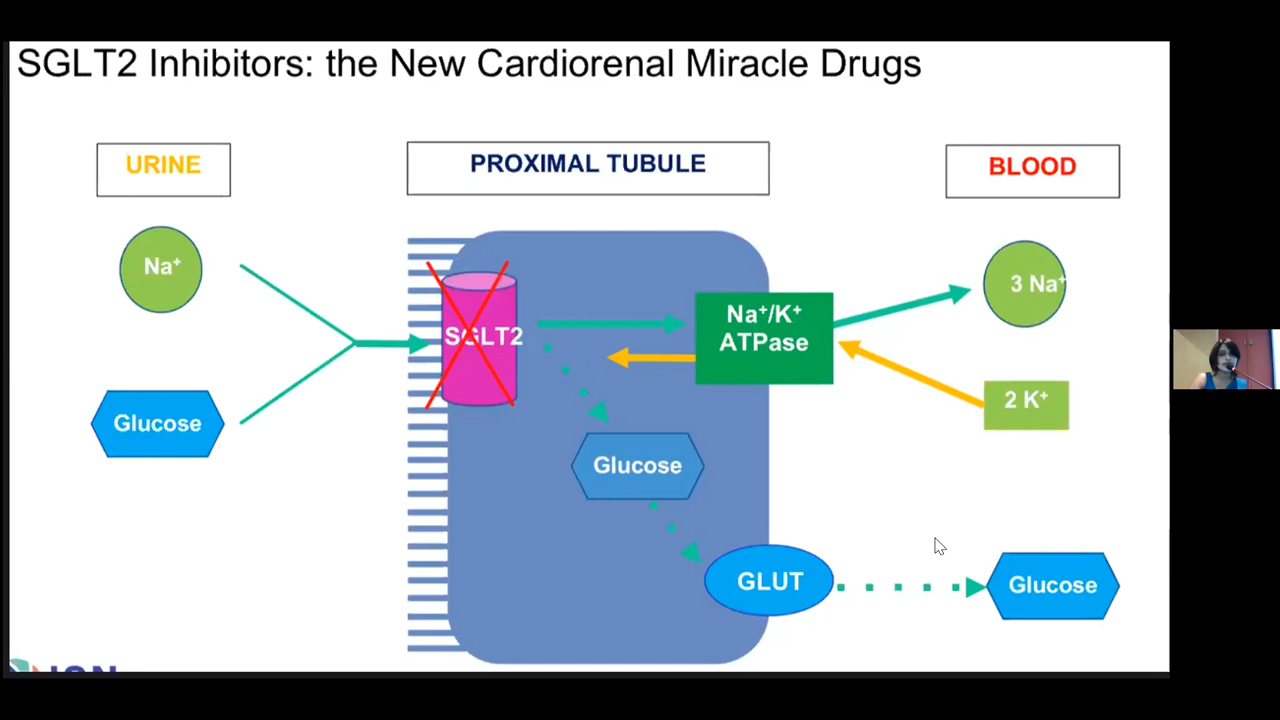 SGLT2 Inhibitors: the New Cardiorenal Miracle Drugs
URINE
PROXIMAL TUBULE
BLOOD
Na⁺
3 Na⁺
SGLT2
Na⁺/K⁺
ATPase
2 K⁺
Glucose
Glucose
GLUT
Glucose